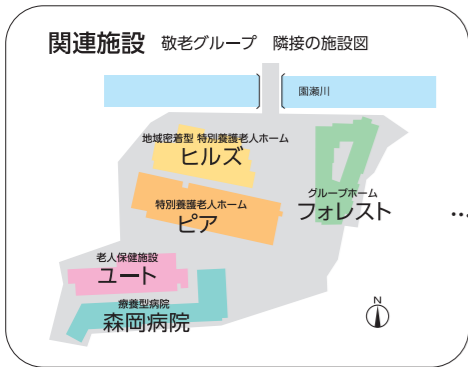 関連施設 敬老グループ 隣接の施設図
園瀬川
地域密着型 特別養護老人ホーム
ヒルズ
特別養護老人ホーム
ピア
グループホーム
フォレスト
...
老人保健施設
ユート
療養型病院
森岡病院
N